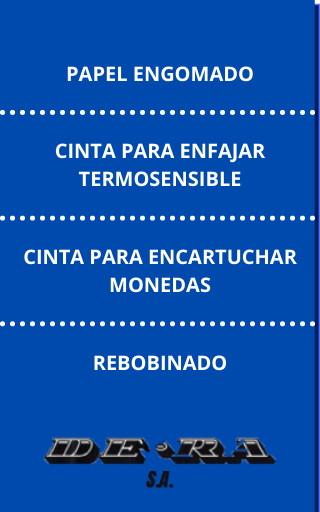 PAPEL ENGOMADO
CINTA PARA ENFAJAR
TERMOSENSIBLE
CINTA PARA ENCARTUCHAR
MONEDAS
REBOBINADO
DE•RA
S.A.